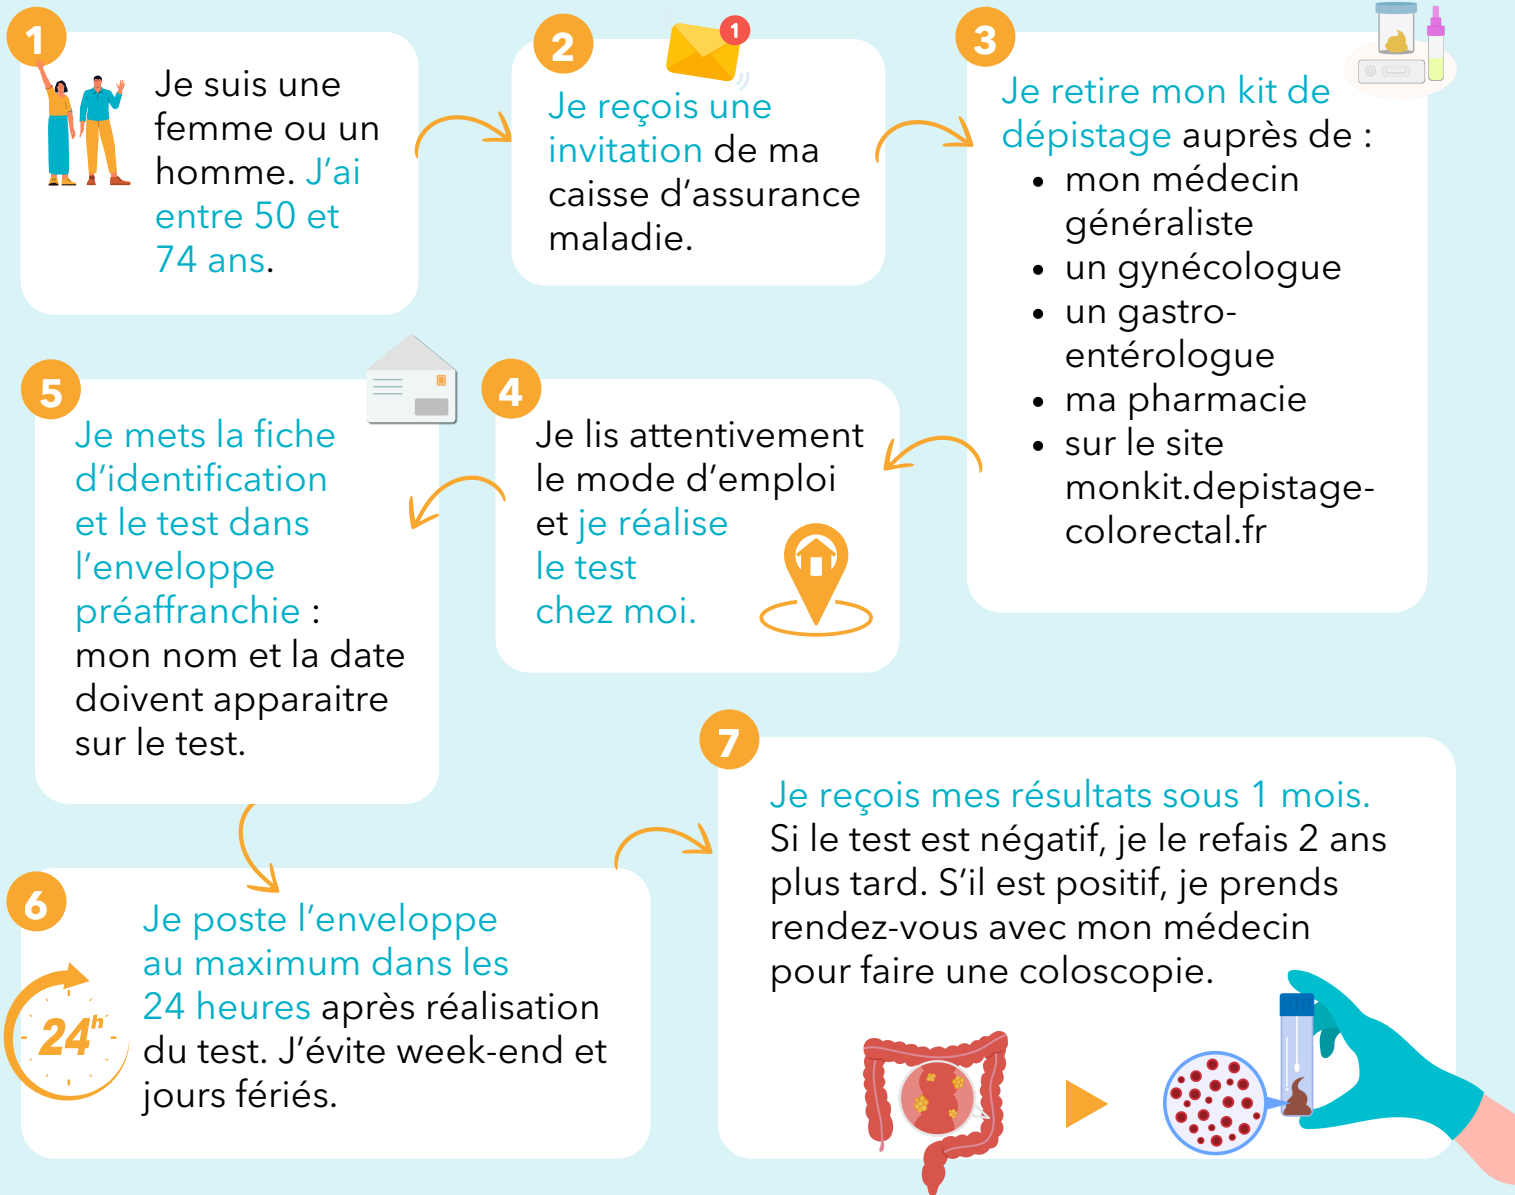 1
Je suis une
femme ou un
homme. J'ai
entre 50 et
74 ans.
2
1
Je reçois une
invitation de ma
caisse d'assurance
maladie.
3
Je retire mon kit de
dépistage auprès de :
• mon médecin
généraliste
• un gynécologue
• un gastro-
entérologue
• ma pharmacie
• sur le site
monkit.depistage-
colorectal.fr
4
Je lis attentivement
le mode d'emploi
et je réalise
le test
chez moi.
5
Je mets la fiche
d'identification
et le test dans
l'enveloppe
préaffranchie :
mon nom et la date
doivent apparaitre
sur le test.
6
24h
Je poste l'enveloppe
au maximum dans les
24 heures après réalisation
du test. J'évite week-end et
jours fériés.
7
Je reçois mes résultats sous 1 mois.
Si le test est négatif, je le refais 2 ans
plus tard. S'il est positif, je prends
rendez-vous avec mon médecin
pour faire une coloscopie.